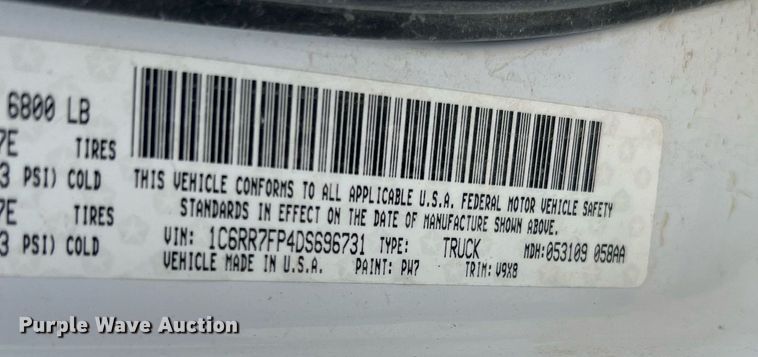 6800 LB
7E TIRES
3 PSI) COLD
7E TIRES
3 PSI) COLD
THIS VEHICLE CONFORMS TO ALL APPLICABLE U.S.A. FEDERAL MOTOR VEHICLE SAFETY
STANDARDS IN EFFECT ON THE DATE OF MANUFACTURE SHOWN ABOVE.
VIN: 1C6RR7FP4DS696731 TYPE: TRUCK MDH: 053109 058AA
VEHICLE MADE IN U.S.A. PAINT: PW7 TRIM: V9X8
Purple Wave Auction